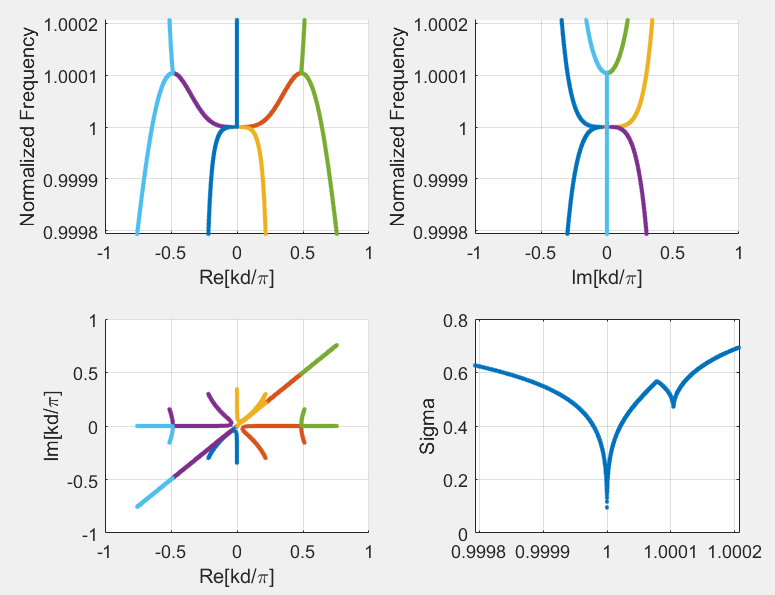 Normalized Frequency
1.0002
1.0001
1
0.9999
0.9998
-1 -0.5 0 0.5 1
Re[kd/π]
Normalized Frequency
1.0002
1.0001
1
0.9999
0.9998
-1 -0.5 0 0.5 1
Im[kd/π]
Im[kd/π]
1
0.5
0
-0.5
-1
-1 -0.5 0 0.5 1
Re[kd/π]
Sigma
0.8
0.6
0.4
0.2
0
0.9998 0.9999 1 1.0001 1.0002